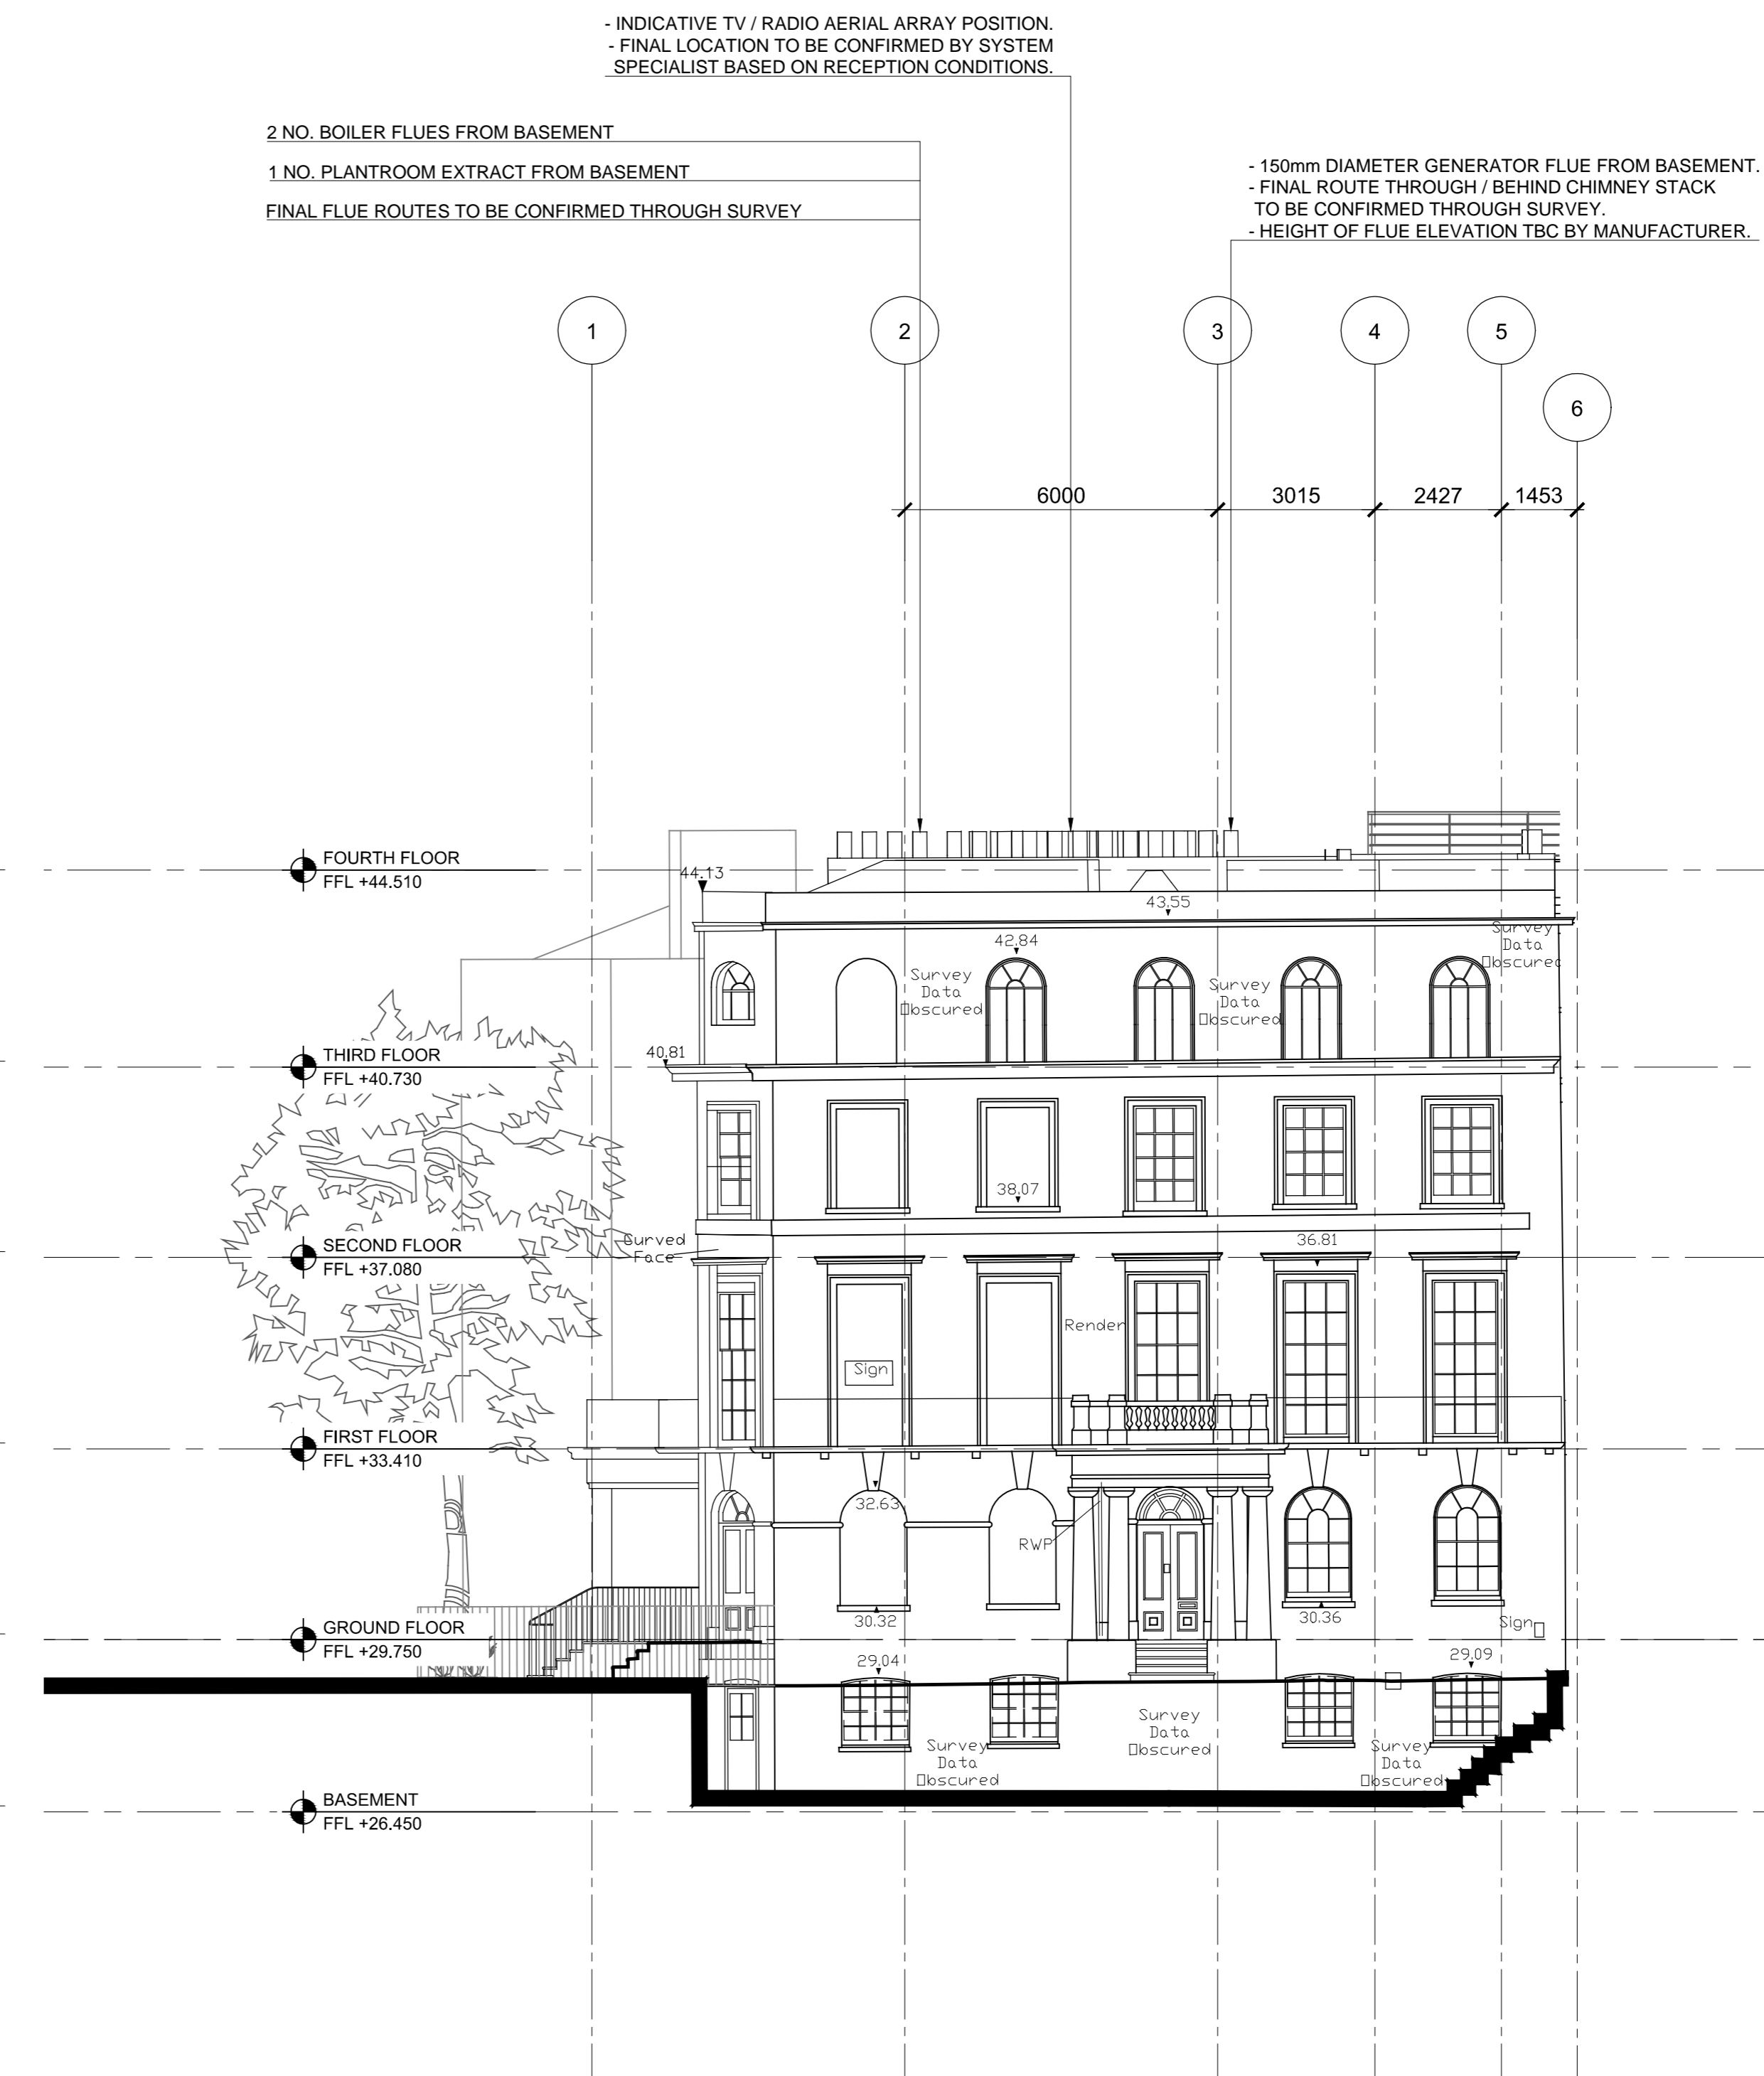 - INDICATIVE TV / RADIO AERIAL ARRAY POSITION.
- FINAL LOCATION TO BE CONFIRMED BY SYSTEM
SPECIALIST BASED ON RECEPTION CONDITIONS.
2 NO. BOILER FLUES FROM BASEMENT
1 NO. PLANTROOM EXTRACT FROM BASEMENT
FINAL FLUE ROUTES TO BE CONFIRMED THROUGH SURVEY
- 150mm DIAMETER GENERATOR FLUE FROM BASEMENT.
- FINAL ROUTE THROUGH / BEHIND CHIMNEY STACK
TO BE CONFIRMED THROUGH SURVEY.
- HEIGHT OF FLUE ELEVATION TBC BY MANUFACTURER.
1
2
3
4
5
6
6000
3015
2427
1453
FOURTH FLOOR
FFL +44.510
44.13
43.55
42.84
Survey
Data
Obscured
Survey
Data
Obscured
Survey
Data
Obscured
THIRD FLOOR
FFL +40.730
40.81
38.07
SECOND FLOOR
FFL +37.080
Curved
Face
36.81
Render
Sign
FIRST FLOOR
FFL +33.410
32.63
RWP
30.32
30.36
Sign
GROUND FLOOR
FFL +29.750
29.04
29.09
Survey
Data
Obscured
Survey
Data
Obscured
Survey
Data
Obscured
BASEMENT
FFL +26.450